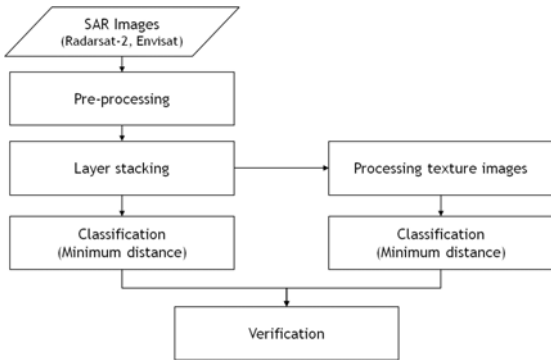 SAR Images
(Radarsat-2, Envisat)
Pre-processing
Layer stacking
Processing texture images
Classification
(Minimum distance)
Classification
(Minimum distance)
Verification